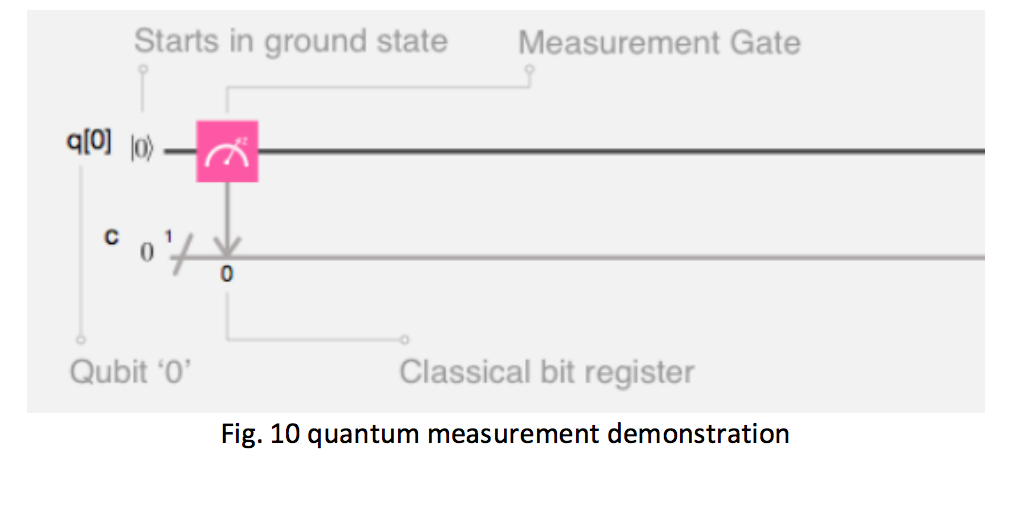 Starts in ground state
Measurement Gate
q[0] |0⟩
z
c 0 1
0
Qubit ‘0’
Classical bit register
Fig. 10 quantum measurement demonstration